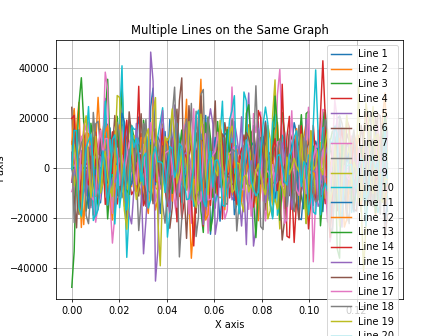 Multiple Lines on the Same Graph
40000
20000
0
−20000
−40000
axis
0.00
0.02
0.04
0.06
0.08
0.10
X axis
Line 1
Line 2
Line 3
Line 4
Line 5
Line 6
Line 7
Line 8
Line 9
Line 10
Line 11
Line 12
Line 13
Line 14
Line 15
Line 16
Line 17
Line 18
Line 19
Line 20